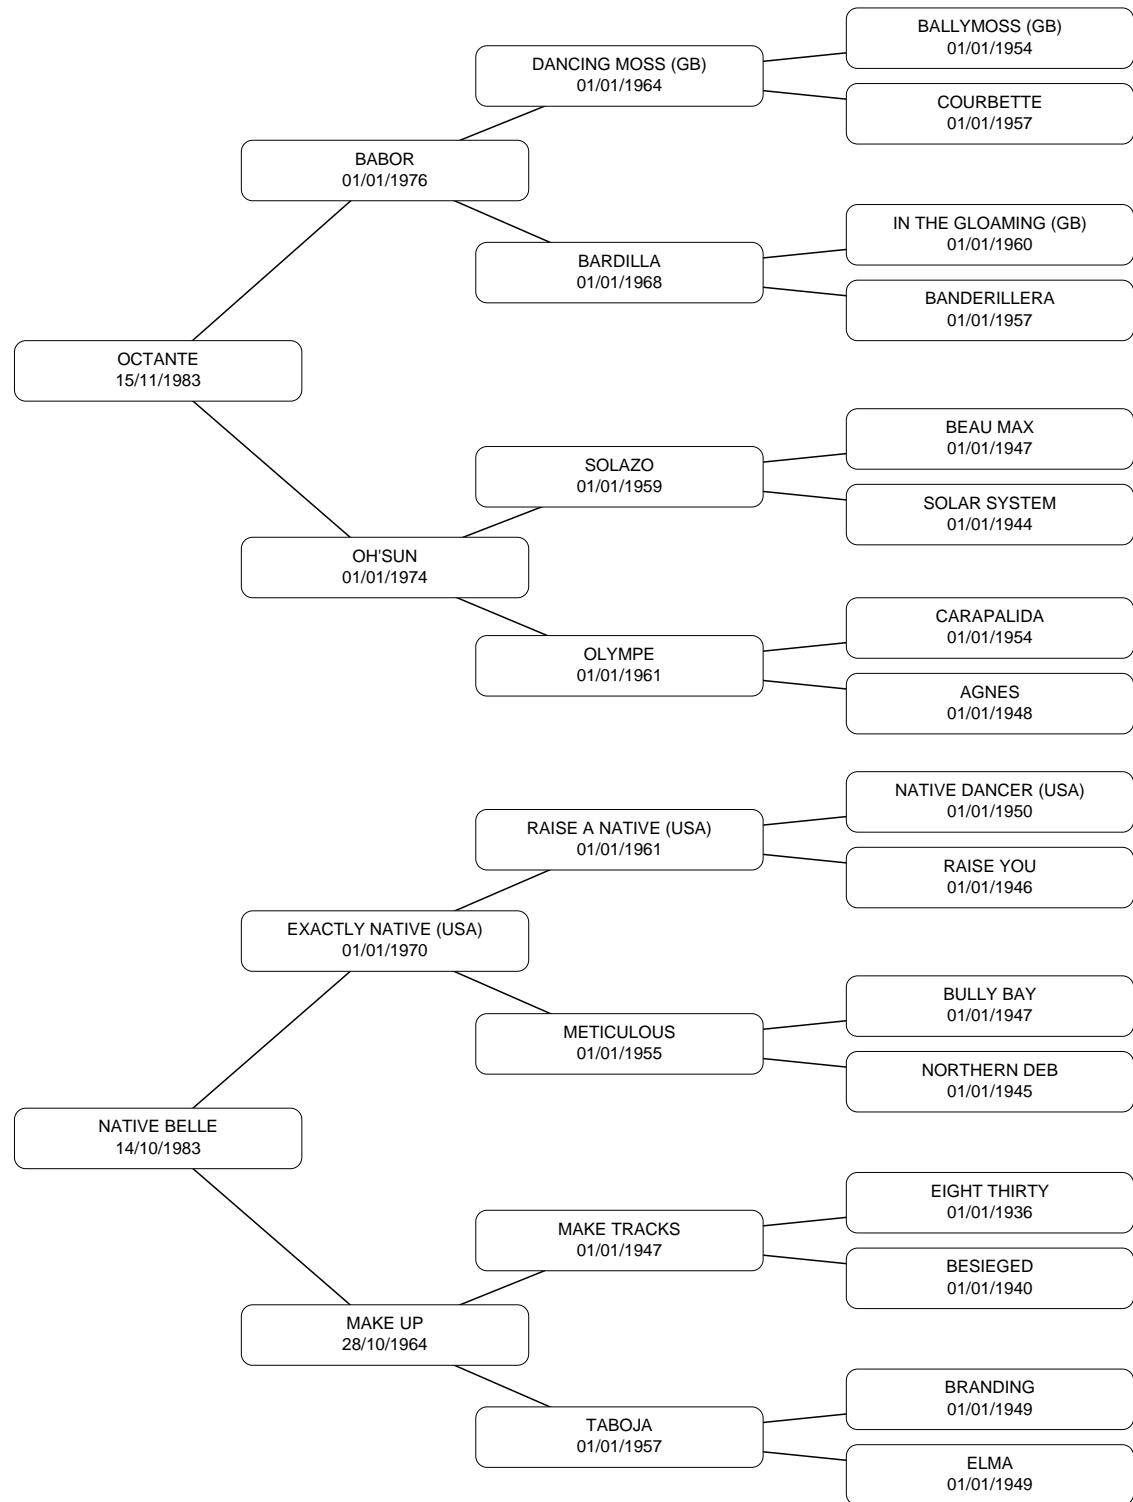 BALLYMOSS (GB)
01/01/1954
DANCING MOSS (GB)
01/01/1964
COURBETTE
01/01/1957
BABOR
01/01/1976
IN THE GLOAMING (GB)
01/01/1960
BARDILLA
01/01/1968
BANDERILLERA
01/01/1957
OCTANTE
15/11/1983
BEAU MAX
01/01/1947
SOLAZO
01/01/1959
SOLAR SYSTEM
01/01/1944
OH'SUN
01/01/1974
CARAPALIDA
01/01/1954
OLYMPE
01/01/1961
AGNES
01/01/1948
NATIVE DANCER (USA)
01/01/1950
RAISE A NATIVE (USA)
01/01/1961
RAISE YOU
01/01/1946
EXACTLY NATIVE (USA)
01/01/1970
BULLY BAY
01/01/1947
METICULOUS
01/01/1955
NORTHERN DEB
01/01/1945
NATIVE BELLE
14/10/1983
EIGHT THIRTY
01/01/1936
MAKE TRACKS
01/01/1947
BESIEGED
01/01/1940
MAKE UP
28/10/1964
BRANDING
01/01/1949
TABOJA
01/01/1957
ELMA
01/01/1949